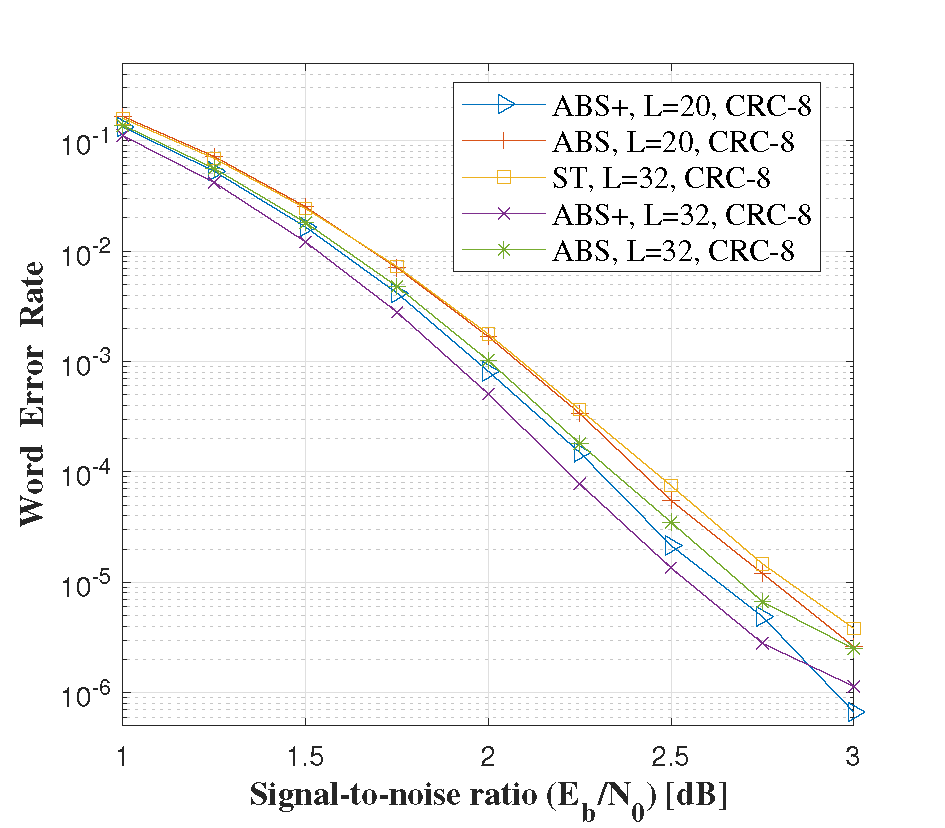 ABS+, L=20, CRC-8
ABS, L=20, CRC-8
ST, L=32, CRC-8
ABS+, L=32, CRC-8
ABS, L=32, CRC-8
10^-1
10^-2
10^-3
10^-4
10^-5
10^-6
Word Error Rate
1 1.5 2 2.5 3
Signal-to-noise ratio (E_b/N_0) [dB]